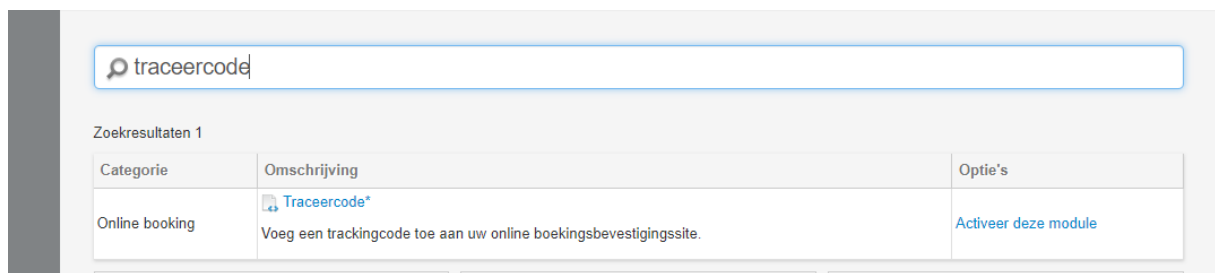 traceercode
Zoekresultaten 1
Categorie Omschrijving Optie's
Traceercode*
Online booking Voeg een trackingcode toe aan uw online boekingsbevestigingssite. Activeer deze module